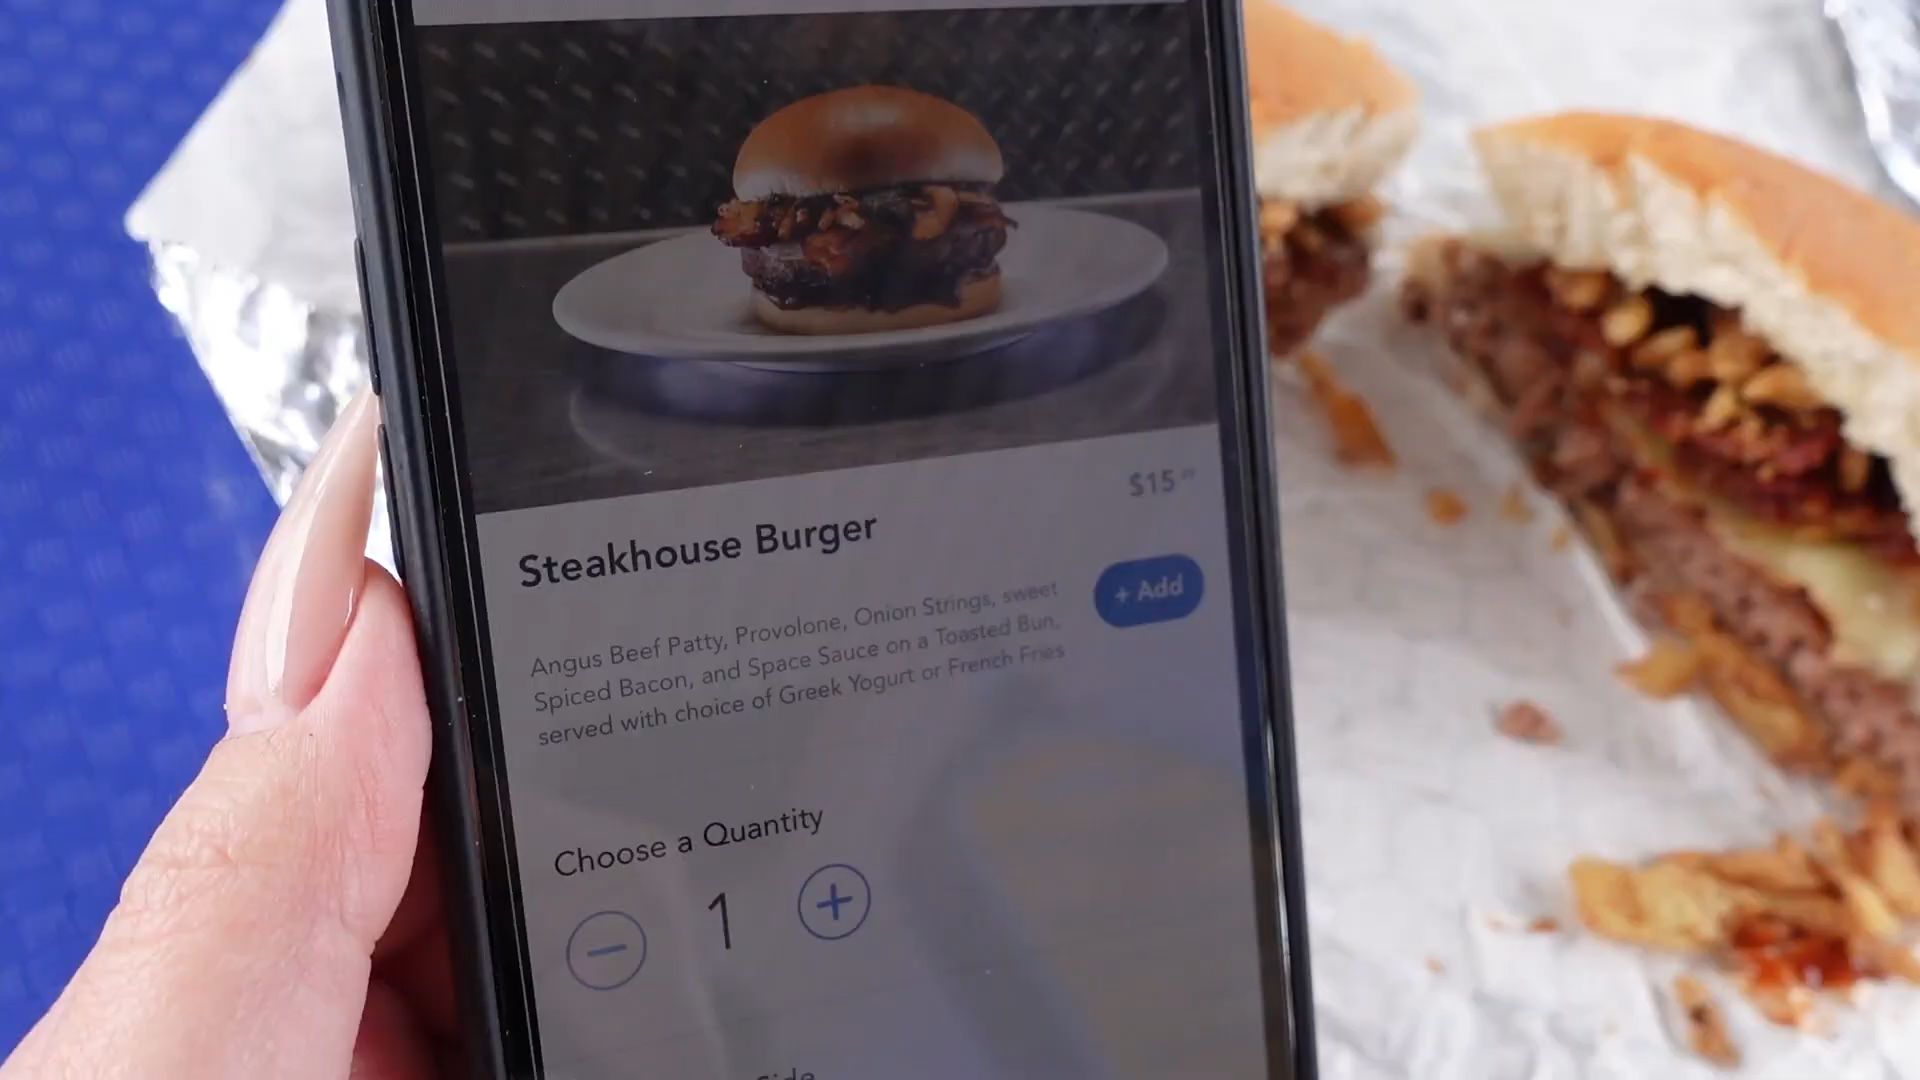 $15
Steakhouse Burger
+ Add
Angus Beef Patty, Provolone, Onion Strings, sweet
Spiced Bacon, and Space Sauce on a Toasted Bun,
served with choice of Greek Yogurt or French Fries
Choose a Quantity
1
Side